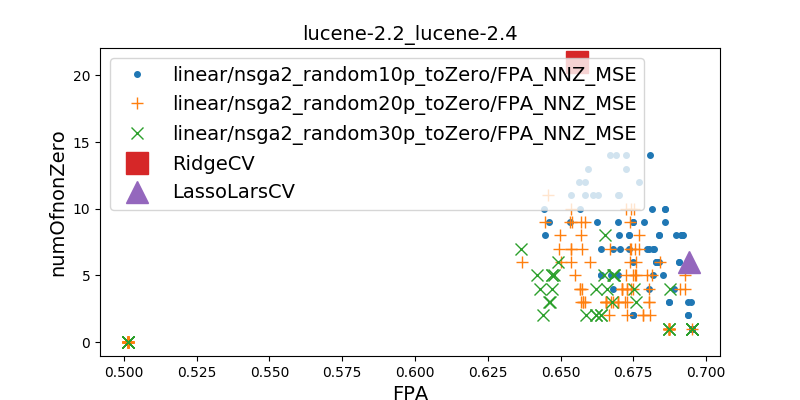 lucene-2.2_lucene-2.4
numOfnonZero
20
15
10
5
0
linear/nsga2_random10p_toZero/FPA_NNZ_MSE
linear/nsga2_random20p_toZero/FPA_NNZ_MSE
linear/nsga2_random30p_toZero/FPA_NNZ_MSE
RidgeCV
LassoLarsCV
0.500 0.525 0.550 0.575 0.600 0.625 0.650 0.675 0.700
FPA